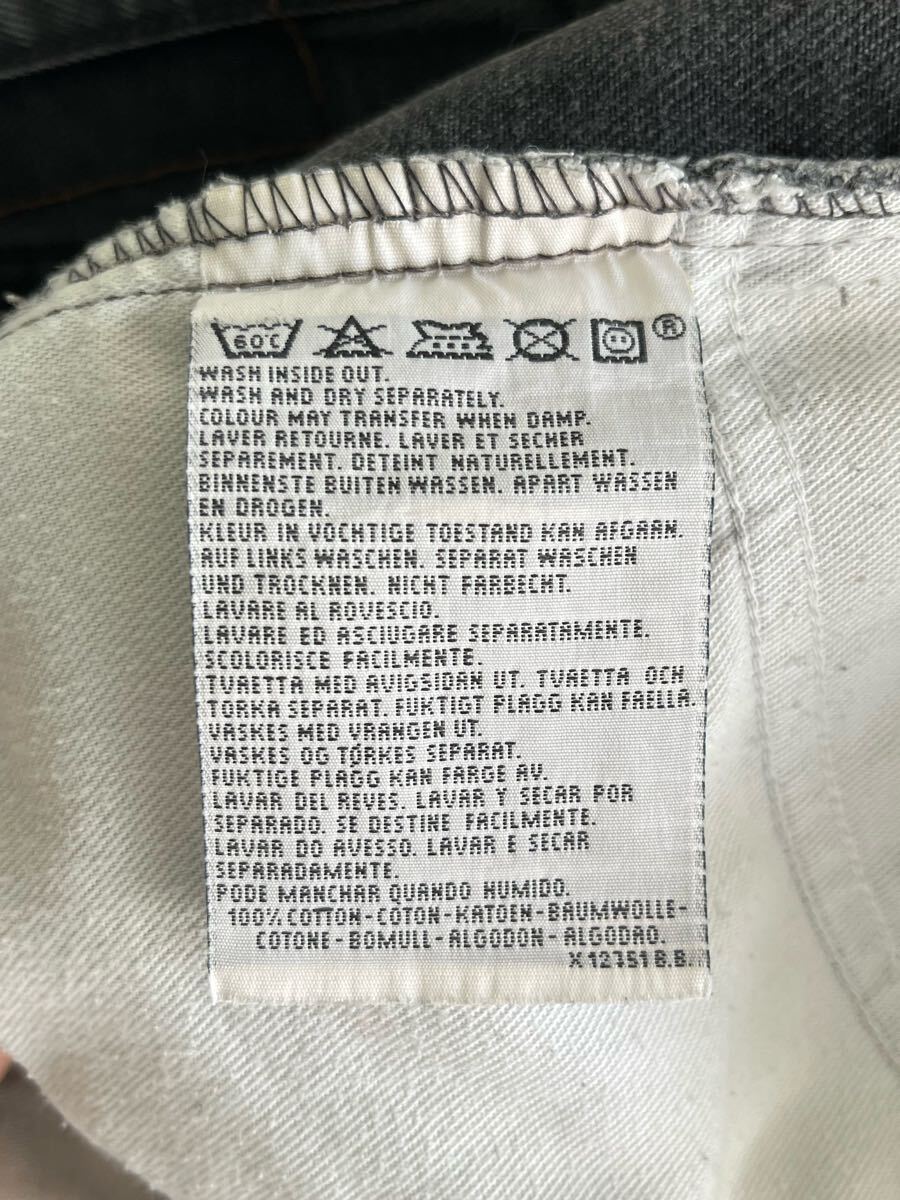 60C ®
WASH INSIDE OUT.
WASH AND DRY SEPARATELY.
COLOUR MAY TRANSFER WHEN DAMP.
LAVER RETOURNE. LAVER ET SECHER
SEPAREMENT. DETEINT NATURELLEMENT.
BINNENSTE BUITEN WASSEN. APART WASSEN
EN DROGEN.
KLEUR IN VOCHTIGE TOESTAND KAN AFGAAN.
AUF LINKS WASCHEN. SEPARAT WASCHEN
UND TROCKNEN. NICHT FARBECHT.
LAVARE AL ROVESCIO.
LAVARE ED ASCIUGARE SEPARATAMENTE.
SCOLORISCE FACILMENTE.
TVAETTA MED AVIGSIDAN UT. TVAETTA OCH
TORKA SEPARAT. FUKTIGT PLAGG KAN FAELLA.
VASKES MED VRANGEN UT.
VASKES OG TØRKES SEPARAT.
FUKTIGE PLAGG KAN FARGE AV.
LAVAR DEL REVES. LAVAR Y SECAR POR
SEPARADO. SE DESTINE FACILMENTE.
LAVAR DO AVESSO. LAVAR E SECAR
SEPARADAMENTE.
PODE MANCHAR QUANDO HUMIDO.
100% COTTON-COTON-KATOEN-BAUMWOLLE-
COTONE-BOMULL-ALGODON-ALGODAO.
X 12751 B.B.